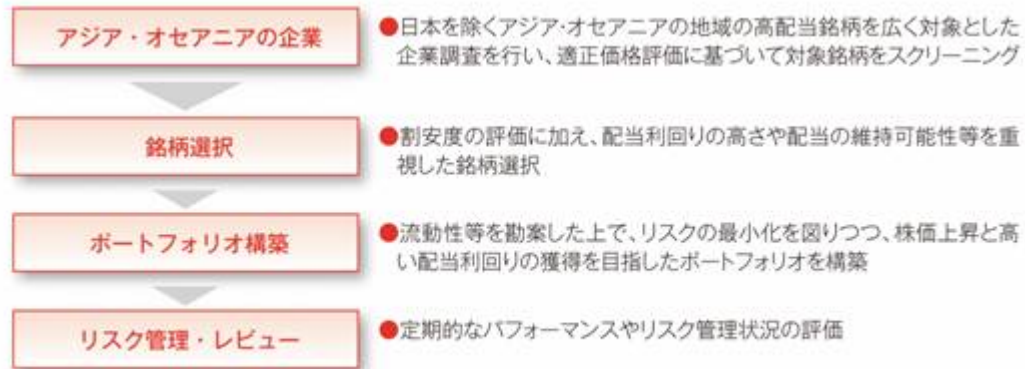 アジア・オセアニアの企業
●日本を除くアジア・オセアニアの地域の高配当銘柄を広く対象とした
企業調査を行い、適正価格評価に基づいて対象銘柄をスクリーニング
銘柄選択
●割安度の評価に加え、配当利回りの高さや配当の維持可能性等を重
視した銘柄選択
ポートフォリオ構築
●流動性等を勘案した上で、リスクの最小化を図りつつ、株価上昇と高
い配当利回りの獲得を目指したポートフォリオを構築
リスク管理・レビュー
●定期的なパフォーマンスやリスク管理状況の評価